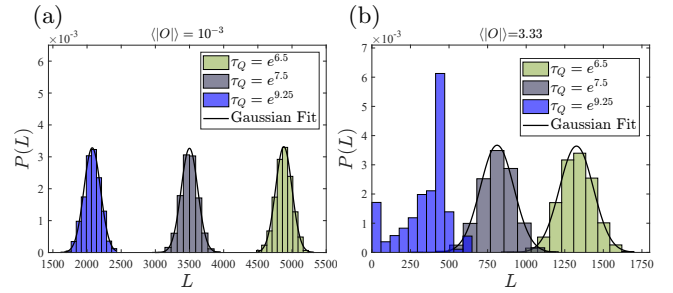 (a)
⟨|O|⟩ = 10⁻³
×10⁻³
5
4
3
2
1
0
P(L)
τ_Q = e^{6.5}
τ_Q = e^{7.5}
τ_Q = e^{9.25}
Gaussian Fit
1500 2000 2500 3000 3500 4000 4500 5000 5500
L
(b)
⟨|O|⟩=3.33
×10⁻³
7
6
5
4
3
2
1
0
P(L)
τ_Q = e^{6.5}
τ_Q = e^{7.5}
τ_Q = e^{9.25}
Gaussian Fit
0 250 500 750 1000 1250 1500 1750
L